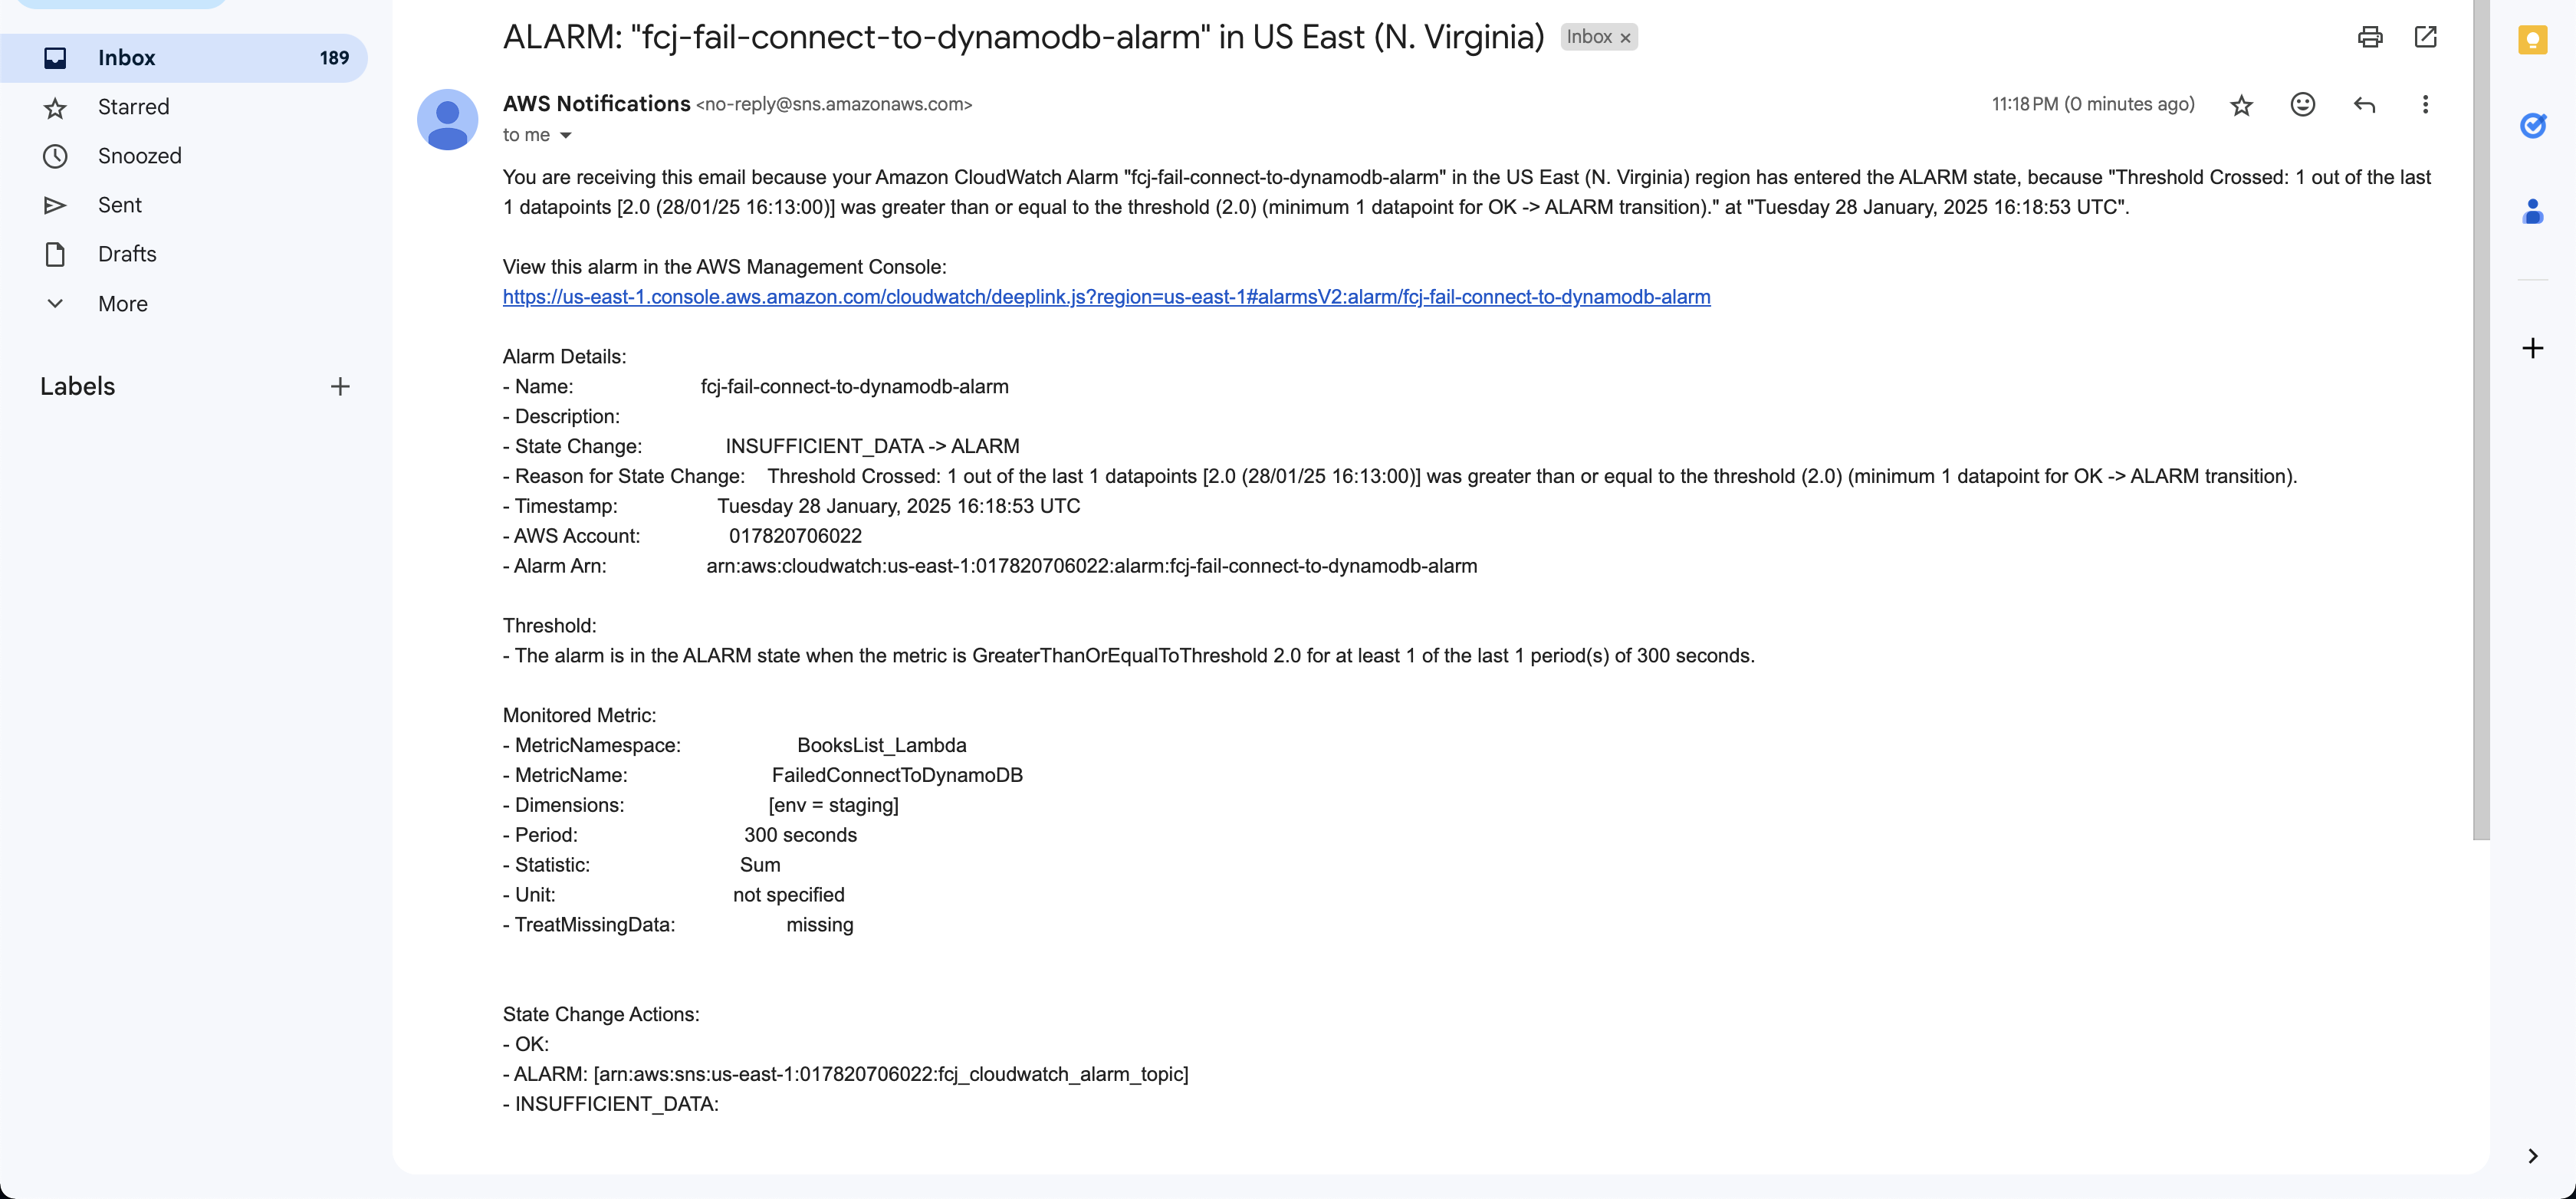 Inbox 189
Starred
Snoozed
Sent
Drafts
More
Labels
ALARM: "fcj-fail-connect-to-dynamodb-alarm" in US East (N. Virginia) Inbox ×
AWS Notifications <no-reply@sns.amazonaws.com> 11:18 PM (0 minutes ago)
to me
You are receiving this email because your Amazon CloudWatch Alarm "fcj-fail-connect-to-dynamodb-alarm" in the US East (N. Virginia) region has entered the ALARM state, because "Threshold Crossed: 1 out of the last
1 datapoints [2.0 (28/01/25 16:13:00)] was greater than or equal to the threshold (2.0) (minimum 1 datapoint for OK -> ALARM transition)." at "Tuesday 28 January, 2025 16:18:53 UTC".
View this alarm in the AWS Management Console:
https://us-east-1.console.aws.amazon.com/cloudwatch/deeplink.js?region=us-east-1#alarmsV2:alarm/fcj-fail-connect-to-dynamodb-alarm
Alarm Details:
- Name: fcj-fail-connect-to-dynamodb-alarm
- Description:
- State Change: INSUFFICIENT_DATA -> ALARM
- Reason for State Change: Threshold Crossed: 1 out of the last 1 datapoints [2.0 (28/01/25 16:13:00)] was greater than or equal to the threshold (2.0) (minimum 1 datapoint for OK -> ALARM transition).
- Timestamp: Tuesday 28 January, 2025 16:18:53 UTC
- AWS Account: 017820706022
- Alarm Arn: arn:aws:cloudwatch:us-east-1:017820706022:alarm:fcj-fail-connect-to-dynamodb-alarm
Threshold:
- The alarm is in the ALARM state when the metric is GreaterThanOrEqualToThreshold 2.0 for at least 1 of the last 1 period(s) of 300 seconds.
Monitored Metric:
- MetricNamespace: BooksList_Lambda
- MetricName: FailedConnectToDynamoDB
- Dimensions: [env = staging]
- Period: 300 seconds
- Statistic: Sum
- Unit: not specified
- TreatMissingData: missing
State Change Actions:
- OK:
- ALARM: [arn:aws:sns:us-east-1:017820706022:fcj_cloudwatch_alarm_topic]
- INSUFFICIENT_DATA: